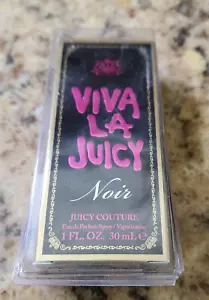 VIVA
LA
JUICY
Noir
JUICY COUTURE
Eau de Parfum Spray / Vaporisateur
1 FL. OZ. 30 mL e